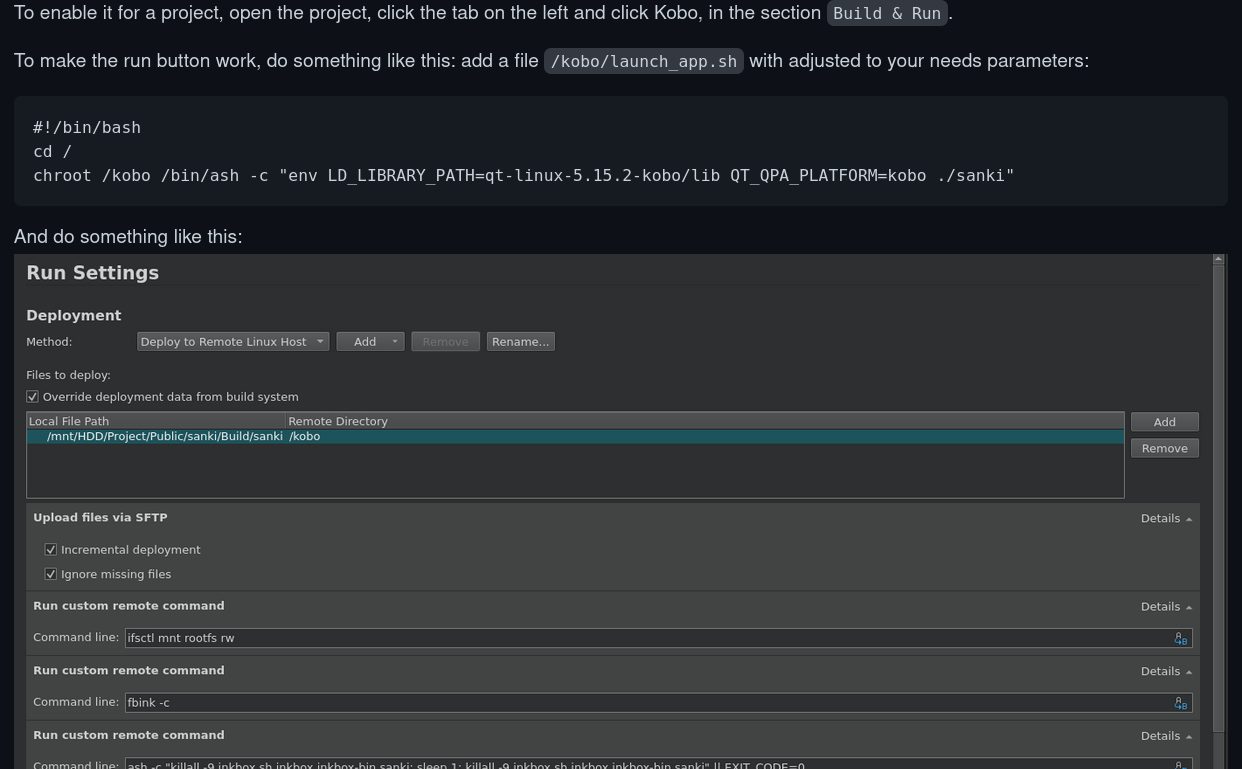 To enable it for a project, open the project, click the tab on the left and click Kobo, in the section Build & Run.
To make the run button work, do something like this: add a file /kobo/launch_app.sh with adjusted to your needs parameters:
#!/bin/bash
cd /
chroot /kobo /bin/ash -c "env LD_LIBRARY_PATH=qt-linux-5.15.2-kobo/lib QT_QPA_PLATFORM=kobo ./sanki"
And do something like this:
Run Settings
Deployment
Method: Deploy to Remote Linux Host Add Remove Rename...
Files to deploy:
Override deployment data from build system
Local File Path Remote Directory Add
/mnt/HDD/Project/Public/sanki/Build/sanki /kobo
Remove
Upload files via SFTP Details
Incremental deployment
Ignore missing files
Run custom remote command Details
Command line: ifsctl mnt rootfs rw
Run custom remote command Details
Command line: fbink -c
Run custom remote command Details
Command line: ash -c "killall -9 inkbox.sh inkbox inkbox-bin sanki; sleep 1; killall -9 inkbox.sh inkbox inkbox-bin sanki" || EXIT_CODE=0